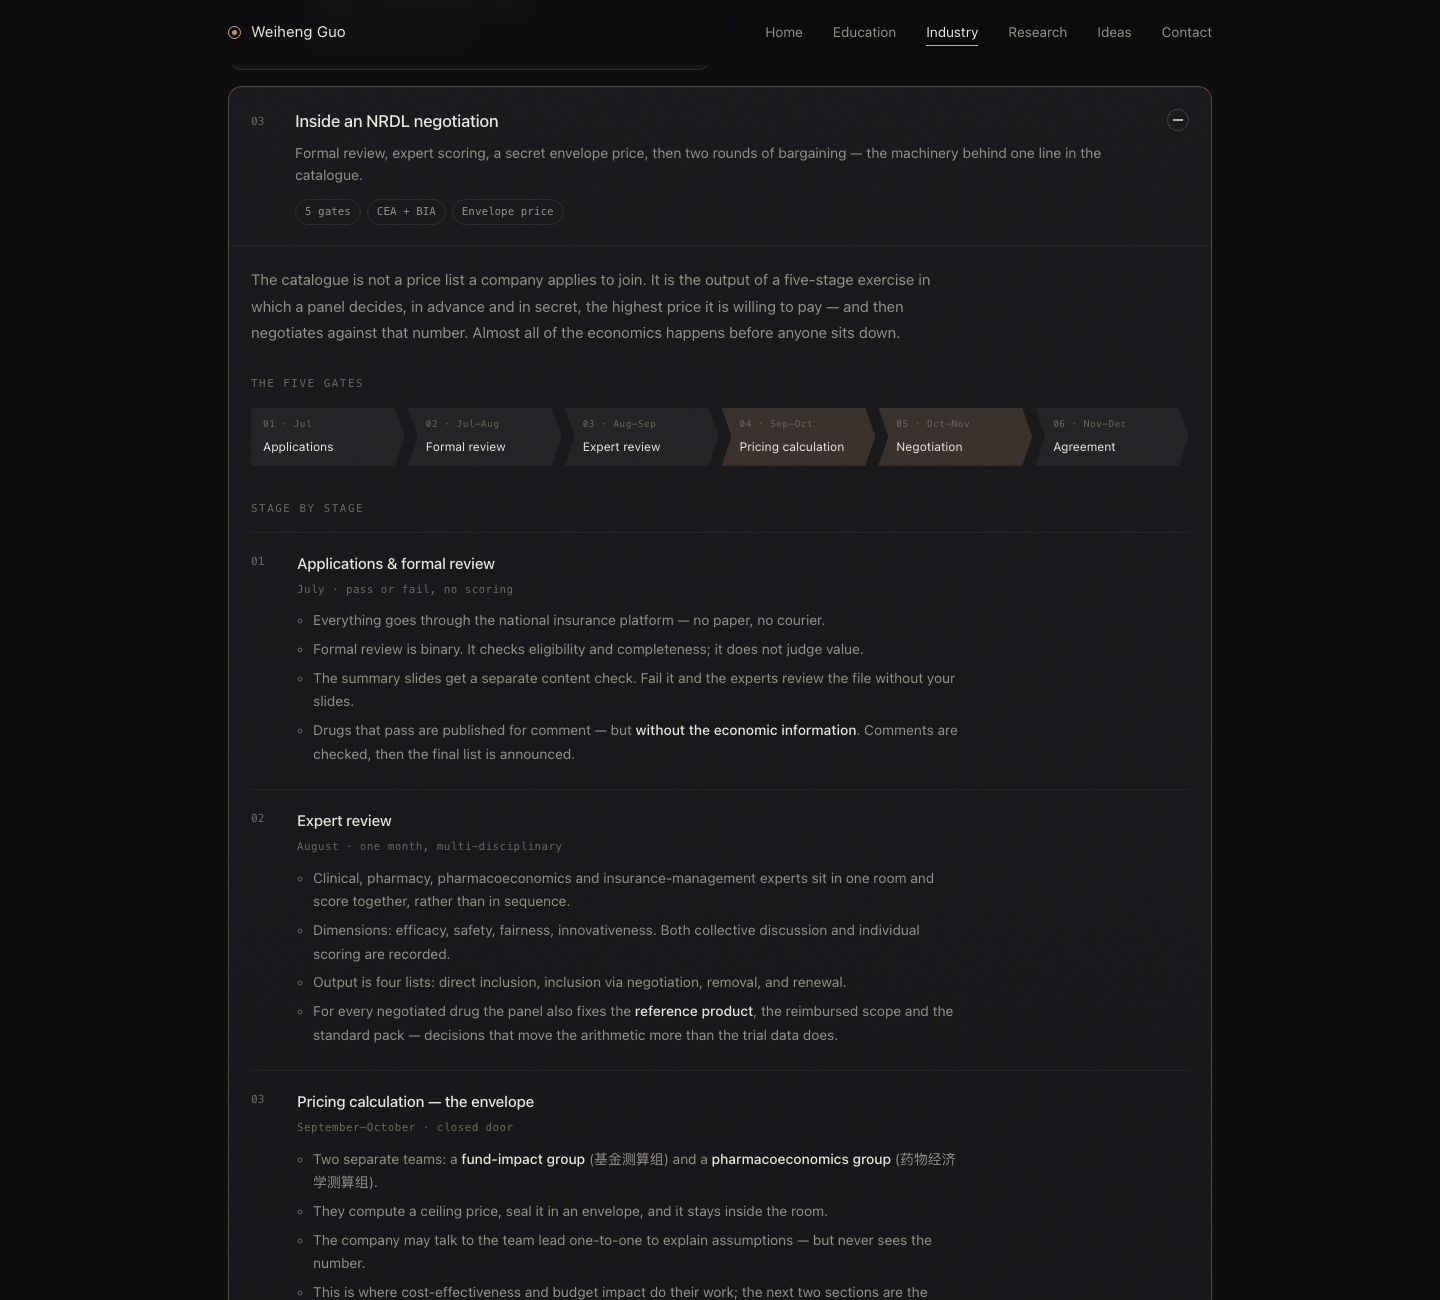 Weiheng Guo
Home
Education
Industry
Research
Ideas
Contact
03
Inside an NRDL negotiation
Formal review, expert scoring, a secret envelope price, then two rounds of bargaining — the machinery behind one line in the
catalogue.
5 gates
CEA + BIA
Envelope price
The catalogue is not a price list a company applies to join. It is the output of a five-stage exercise in
which a panel decides, in advance and in secret, the highest price it is willing to pay — and then
negotiates against that number. Almost all of the economics happens before anyone sits down.
THE FIVE GATES
01 · Jul
Applications
02 · Jul–Aug
Formal review
03 · Aug–Sep
Expert review
04 · Sep–Oct
Pricing calculation
05 · Oct–Nov
Negotiation
06 · Nov–Dec
Agreement
STAGE BY STAGE
01
Applications & formal review
July · pass or fail, no scoring
Everything goes through the national insurance platform — no paper, no courier.
Formal review is binary. It checks eligibility and completeness; it does not judge value.
The summary slides get a separate content check. Fail it and the experts review the file without your
slides.
Drugs that pass are published for comment — but without the economic information. Comments are
checked, then the final list is announced.
02
Expert review
August · one month, multi-disciplinary
Clinical, pharmacy, pharmacoeconomics and insurance-management experts sit in one room and
score together, rather than in sequence.
Dimensions: efficacy, safety, fairness, innovativeness. Both collective discussion and individual
scoring are recorded.
Output is four lists: direct inclusion, inclusion via negotiation, removal, and renewal.
For every negotiated drug the panel also fixes the reference product, the reimbursed scope and the
standard pack — decisions that move the arithmetic more than the trial data does.
03
Pricing calculation — the envelope
September–October · closed door
Two separate teams: a fund-impact group (基金测算组) and a pharmacoeconomics group (药物经济
学测算组).
They compute a ceiling price, seal it in an envelope, and it stays inside the room.
The company may talk to the team lead one-to-one to explain assumptions — but never sees the
number.
This is where cost-effectiveness and budget impact do their work; the next two sections are the